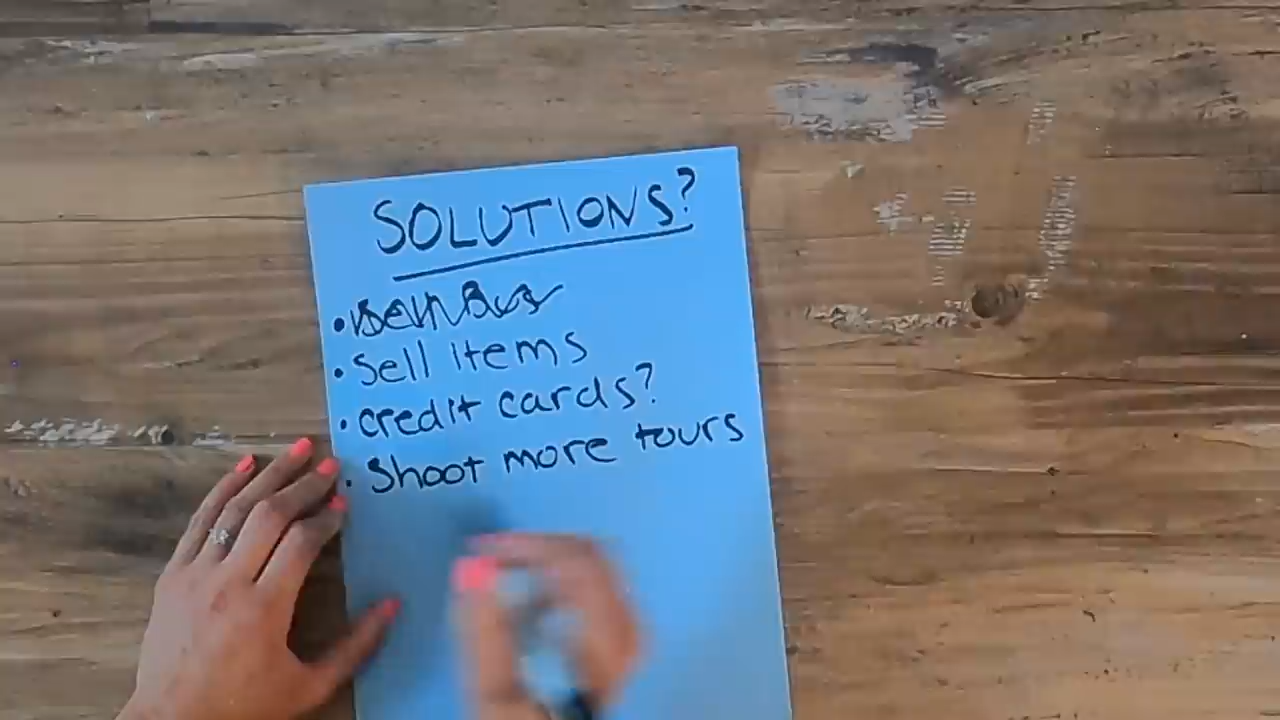 SOLUTIONS?
• Sell Items
• credit cards?
• Shoot more tours